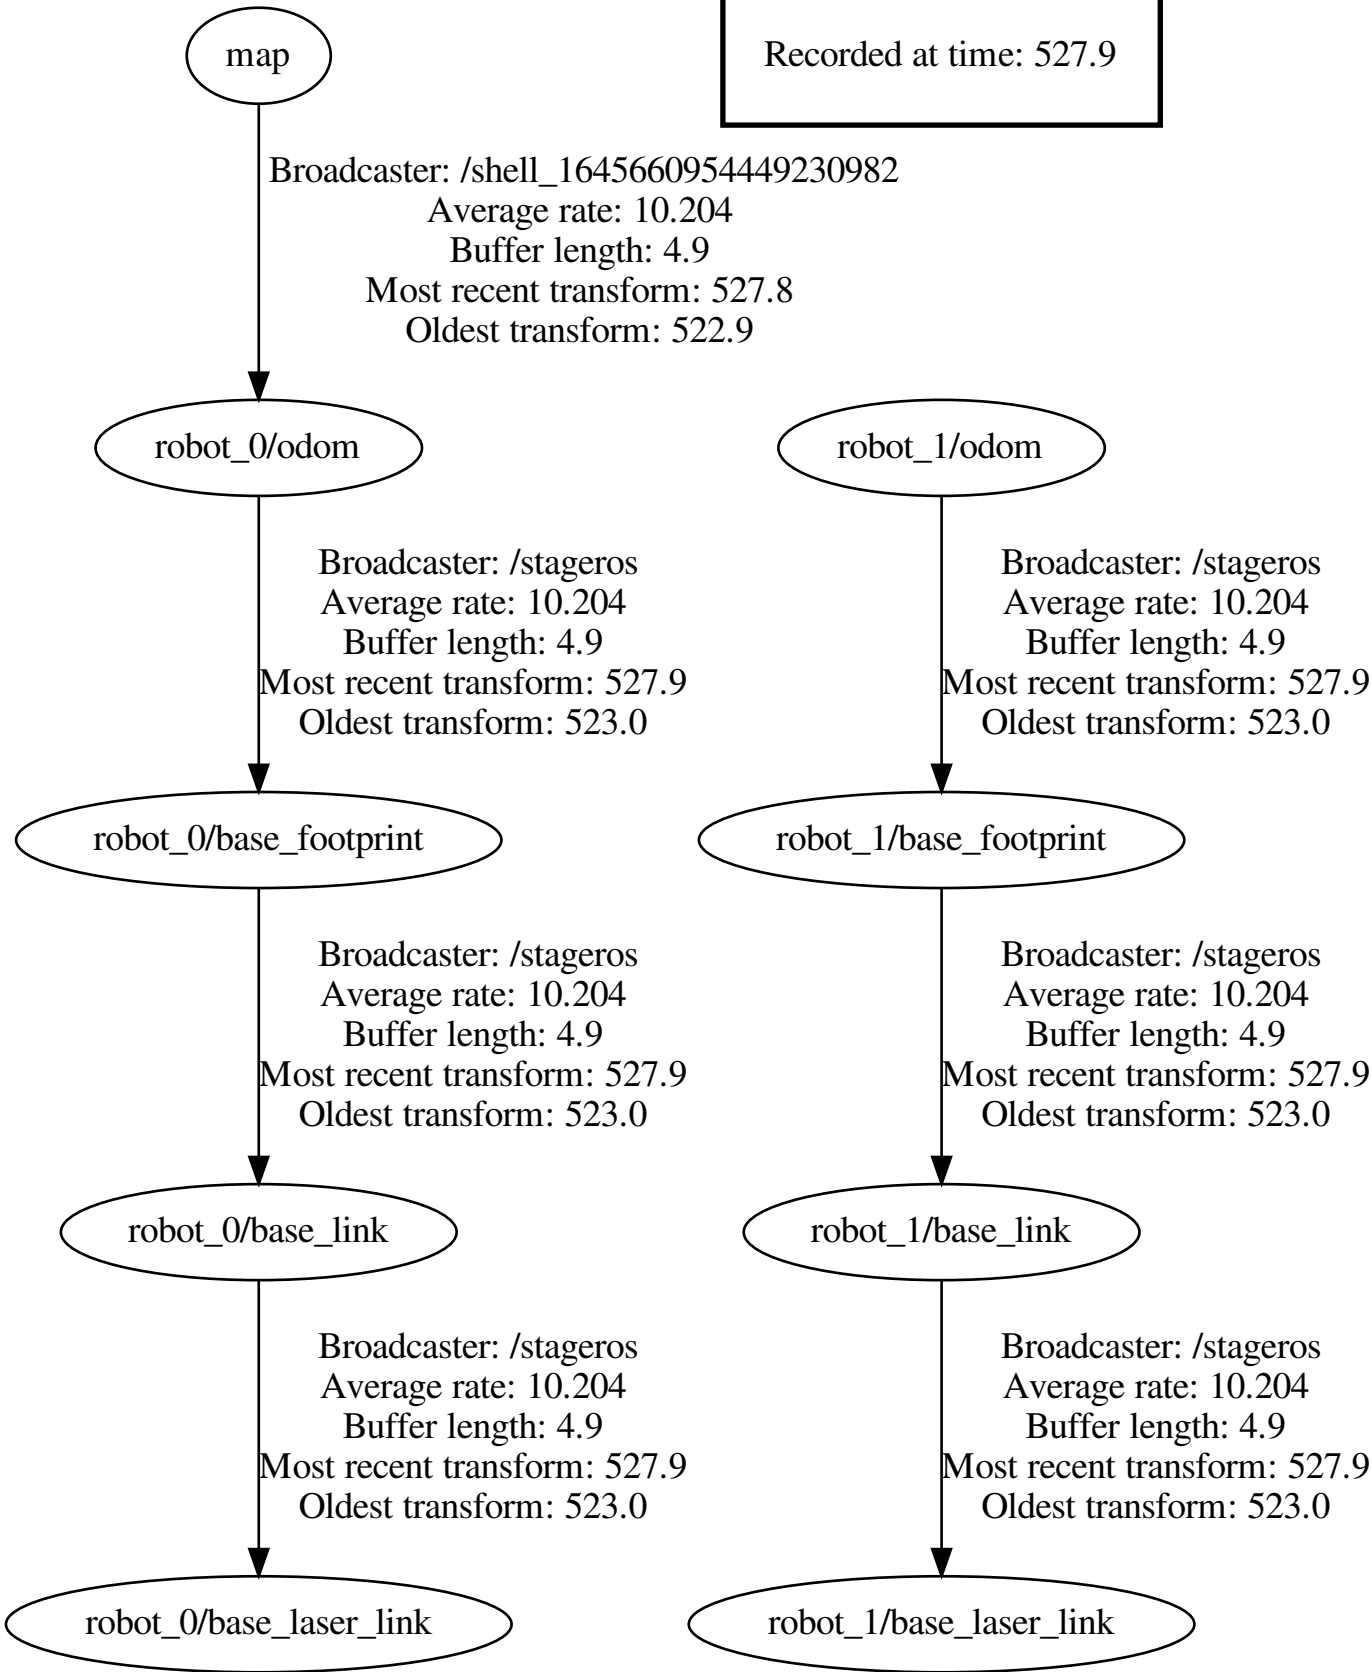 map
Recorded at time: 527.9
Broadcaster: /shell_1645660954449230982
Average rate: 10.204
Buffer length: 4.9
Most recent transform: 527.8
Oldest transform: 522.9
robot_0/odom
robot_1/odom
Broadcaster: /stageros
Average rate: 10.204
Buffer length: 4.9
Most recent transform: 527.9
Oldest transform: 523.0
Broadcaster: /stageros
Average rate: 10.204
Buffer length: 4.9
Most recent transform: 527.9
Oldest transform: 523.0
robot_0/base_footprint
robot_1/base_footprint
Broadcaster: /stageros
Average rate: 10.204
Buffer length: 4.9
Most recent transform: 527.9
Oldest transform: 523.0
Broadcaster: /stageros
Average rate: 10.204
Buffer length: 4.9
Most recent transform: 527.9
Oldest transform: 523.0
robot_0/base_link
robot_1/base_link
Broadcaster: /stageros
Average rate: 10.204
Buffer length: 4.9
Most recent transform: 527.9
Oldest transform: 523.0
Broadcaster: /stageros
Average rate: 10.204
Buffer length: 4.9
Most recent transform: 527.9
Oldest transform: 523.0
robot_0/base_laser_link
robot_1/base_laser_link